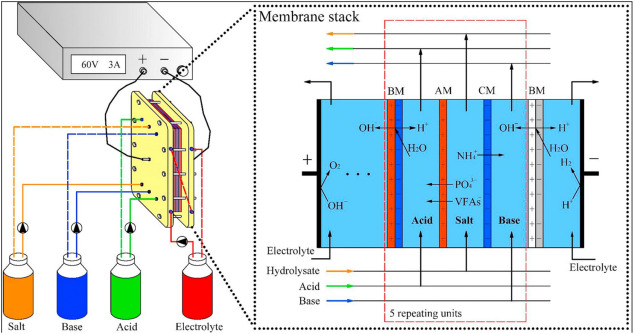 Membrane stack
60V 3A
+ −
BM AM CM BM
OH⁻ H⁺ OH⁻ H⁺
H₂O H₂O
NH₄⁺
O₂ H₂
PO₄³⁻
VFAs
+ −
OH⁻ H⁺
Acid Salt Base
Electrolyte Electrolyte
Hydrolysate
Acid
Base
5 repeating units
Salt Base Acid Electrolyte